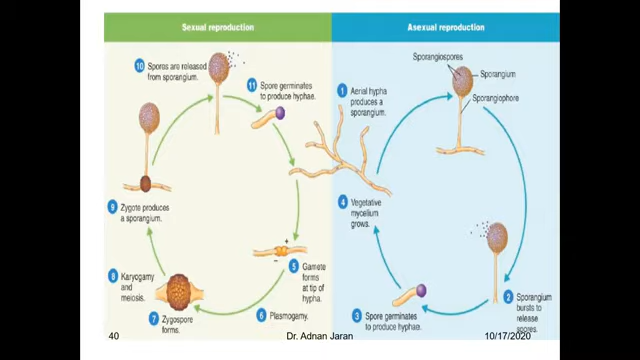 Sexual reproduction
Asexual reproduction
10 Spores are released
from sporangium.
11 Spore germinates
to produce hyphae.
9 Zygote produces
a sporangium.
8 Karyogamy
and
meiosis.
7 Zygospore
forms.
6 Plasmogamy.
5 Gamete
forms
at tip of
hypha.
+
–
1 Aerial hypha
produces a
sporangium.
Sporangiospores
Sporangium
Sporangiophore
4 Vegetative
mycelium
grows.
3 Spore germinates
to produce hyphae.
2 Sporangium
bursts to
release
spores.
40
Dr. Adnan Jaran
10/17/2020